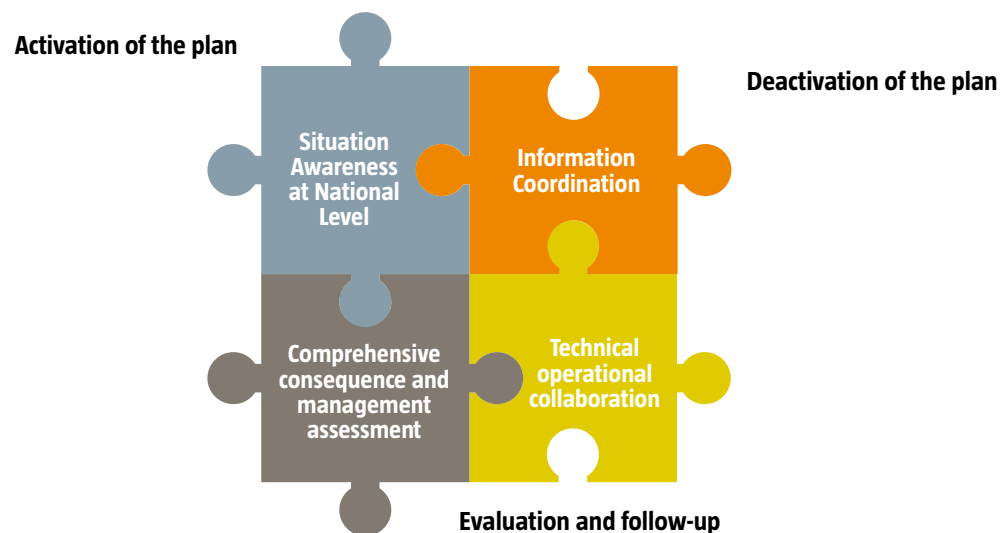 Activation of the plan
Deactivation of the plan
Situation
Awareness
at National
Level
Information
Coordination
Comprehensive
consequence and
management
assessment
Technical
operational
collaboration
Evaluation and follow-up